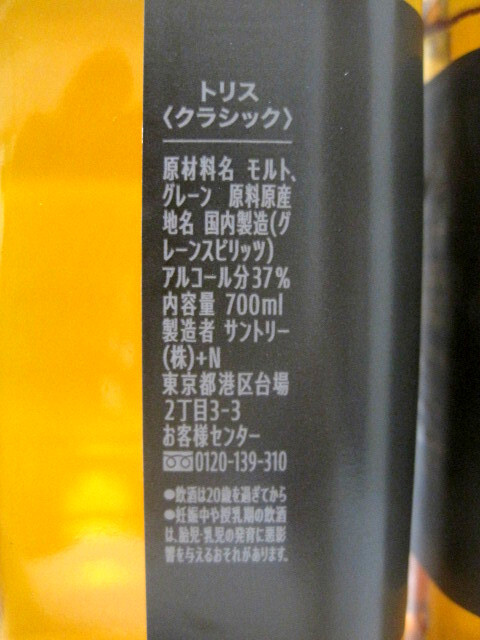 トリス
〈クラシック〉
原材料名 モルト、
グレーン 原料原産
地名 国内製造(グ
レーンスピリッツ)
アルコール分37%
内容量 700ml
製造者 サントリー
(株)+N
東京都港区台場
2丁目3-3
お客様センター
0120-139-310
●飲酒は20歳を過ぎてから
●妊娠中や授乳期の飲酒
は、胎児・乳児の発育に悪影
響を与えるおそれがあります。